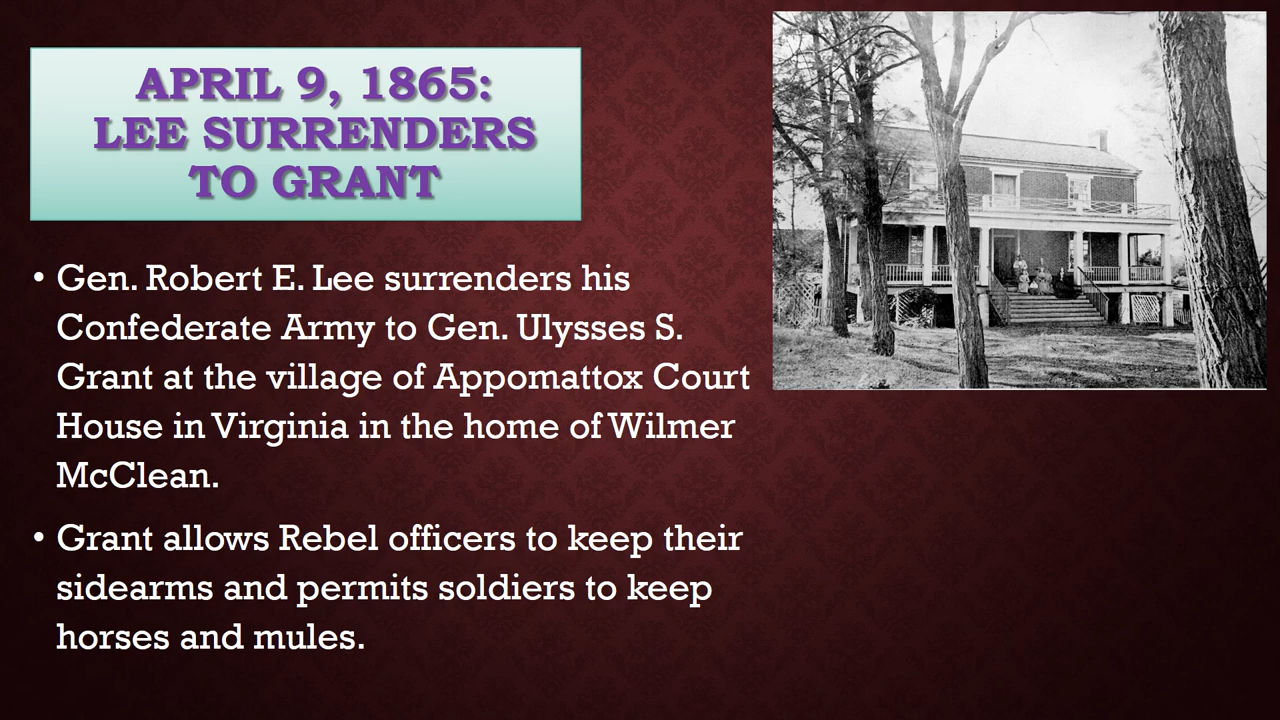 APRIL 9, 1865:
LEE SURRENDERS
TO GRANT
• Gen. Robert E. Lee surrenders his
Confederate Army to Gen. Ulysses S.
Grant at the village of Appomattox Court
House in Virginia in the home of Wilmer
McClean.
• Grant allows Rebel officers to keep their
sidearms and permits soldiers to keep
horses and mules.